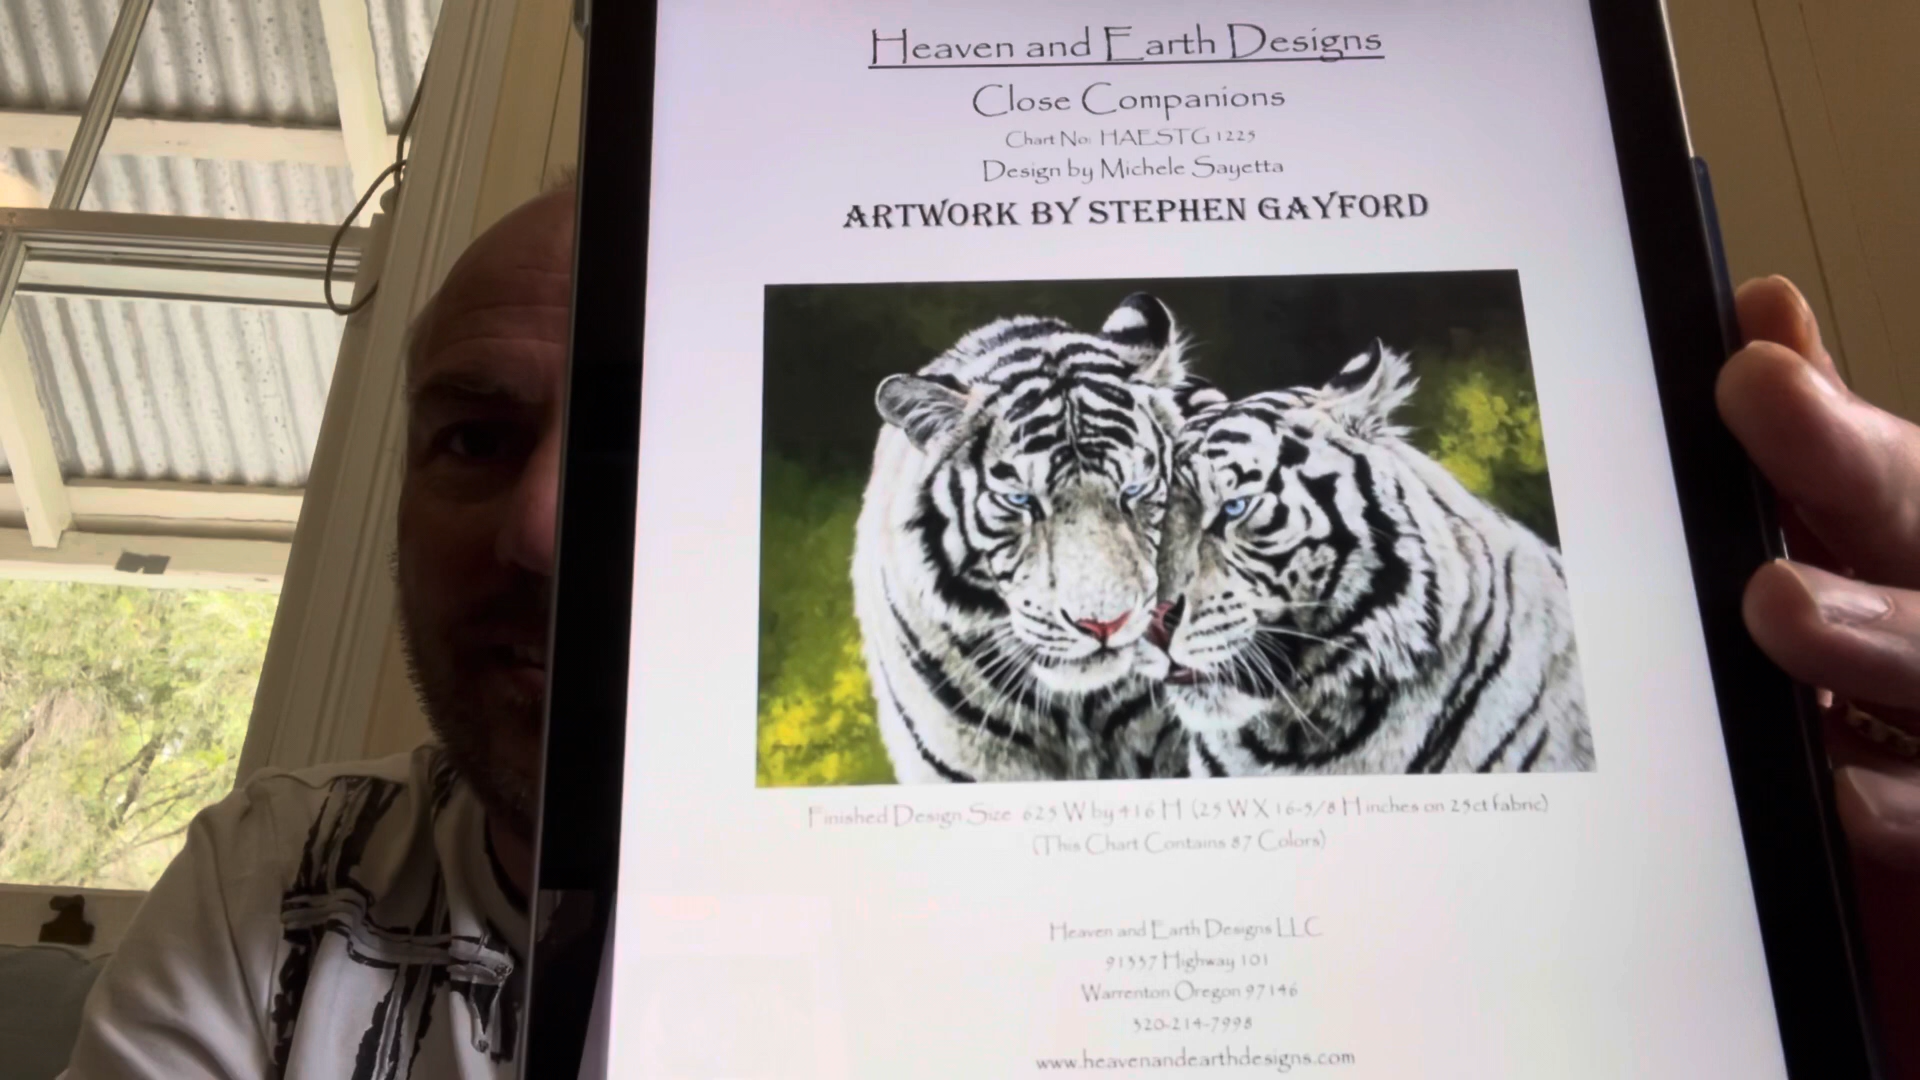 Heaven and Earth Designs
Close Companions
Chart No: HAESTG 1225
Design by Michele Sayetta
ARTWORK BY STEPHEN GAYFORD
Finished Design Size 625 W by 416 H (25 W X 16-5/8 H inches on 25ct fabric)
(This Chart Contains 87 Colors)
Heaven and Earth Designs LLC
91357 Highway 101
Warrenton Oregon 97146
520-214-7998
www.heavenandearthdesigns.com